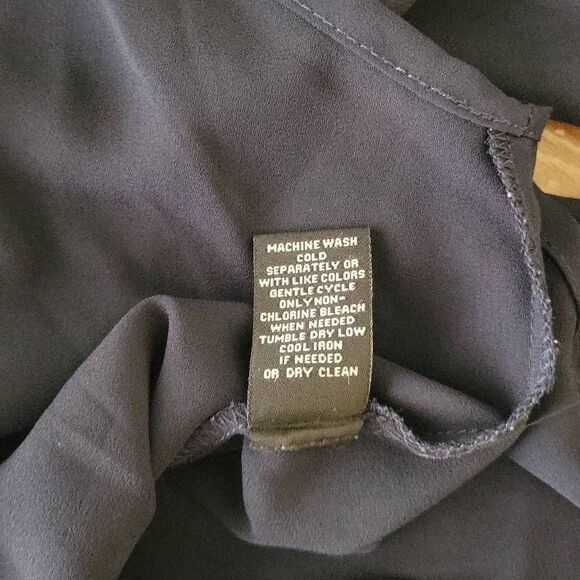 MACHINE WASH
COLD
SEPARATELY OR
WITH LIKE COLORS
GENTLE CYCLE
ONLY NON-
CHLORINE BLEACH
WHEN NEEDED
TUMBLE DRY LOW
COOL IRON
IF NEEDED
OR DRY CLEAN